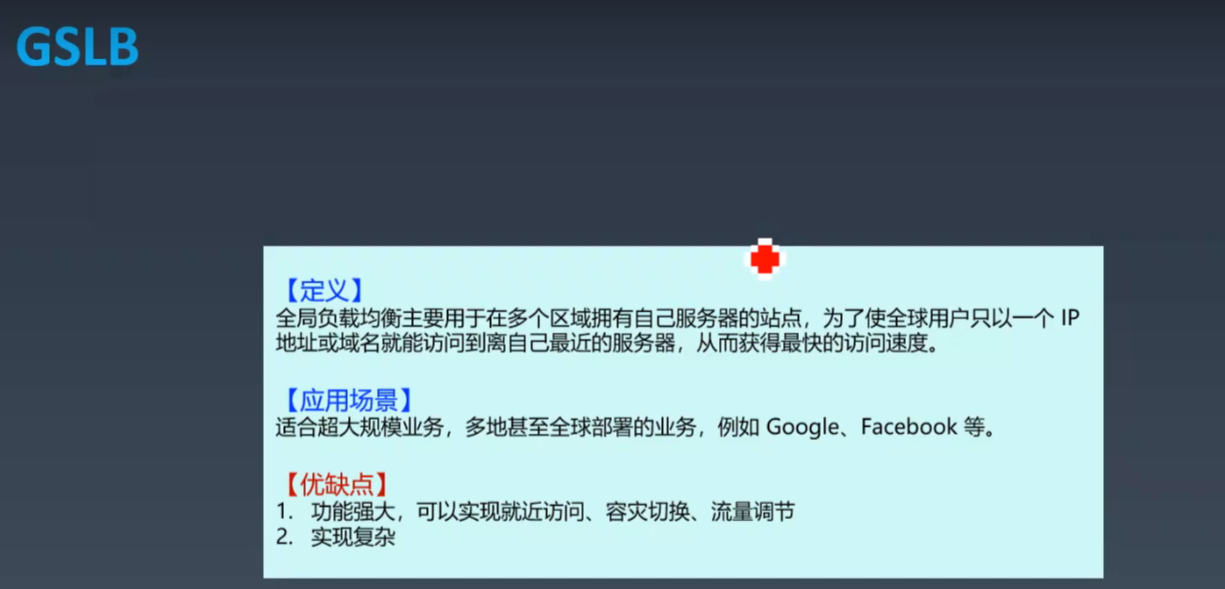 GSLB
【定义】
全局负载均衡主要用于在多个区域拥有自己服务器的站点，为了使全球用户只以一个 IP
地址或域名就能访问到离自己最近的服务器，从而获得最快的访问速度。
【应用场景】
适合超大规模业务，多地甚至全球部署的业务，例如 Google、Facebook 等。
【优缺点】
1. 功能强大，可以实现就近访问、容灾切换、流量调节
2. 实现复杂